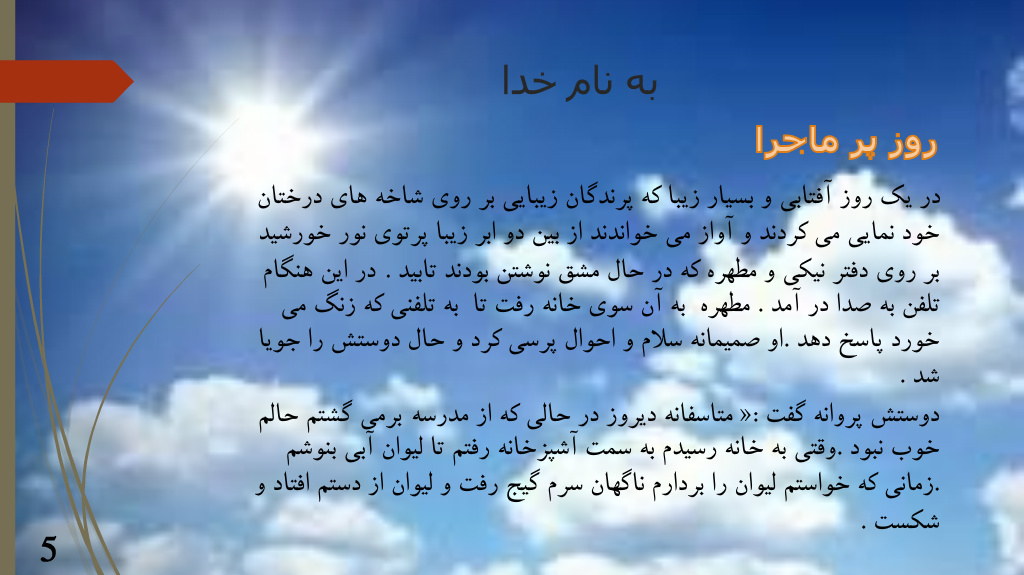 به نام خدا
روز پر ماجرا
در یک روز آفتابی و بسیار زیبا که پرندگان زیبایی بر روی شاخه های درختان
خود نمایی می کردند و آواز می خواندند از بین دو ابر زیبا پرتوی نور خورشید
بر روی دفتر نیکی و مطهره که در حال مشق نوشتن بودند تابید . در این هنگام
تلفن به صدا در آمد . مطهره به آن سوی خانه رفت تا به تلفنی که زنگ می
خورد پاسخ دهد .او صمیمانه سلام و احوال پرسی کرد و حال دوستش را جویا
شد .
دوستش پروانه گفت :« متاسفانه دیروز در حالی که از مدرسه برمی گشتم حالم
خوب نبود .وقتی به خانه رسیدم به سمت آشپزخانه رفتم تا لیوان آبی بنوشم
.زمانی که خواستم لیوان را بردارم ناگهان سرم گیج رفت و لیوان از دستم افتاد و
شکست .
5